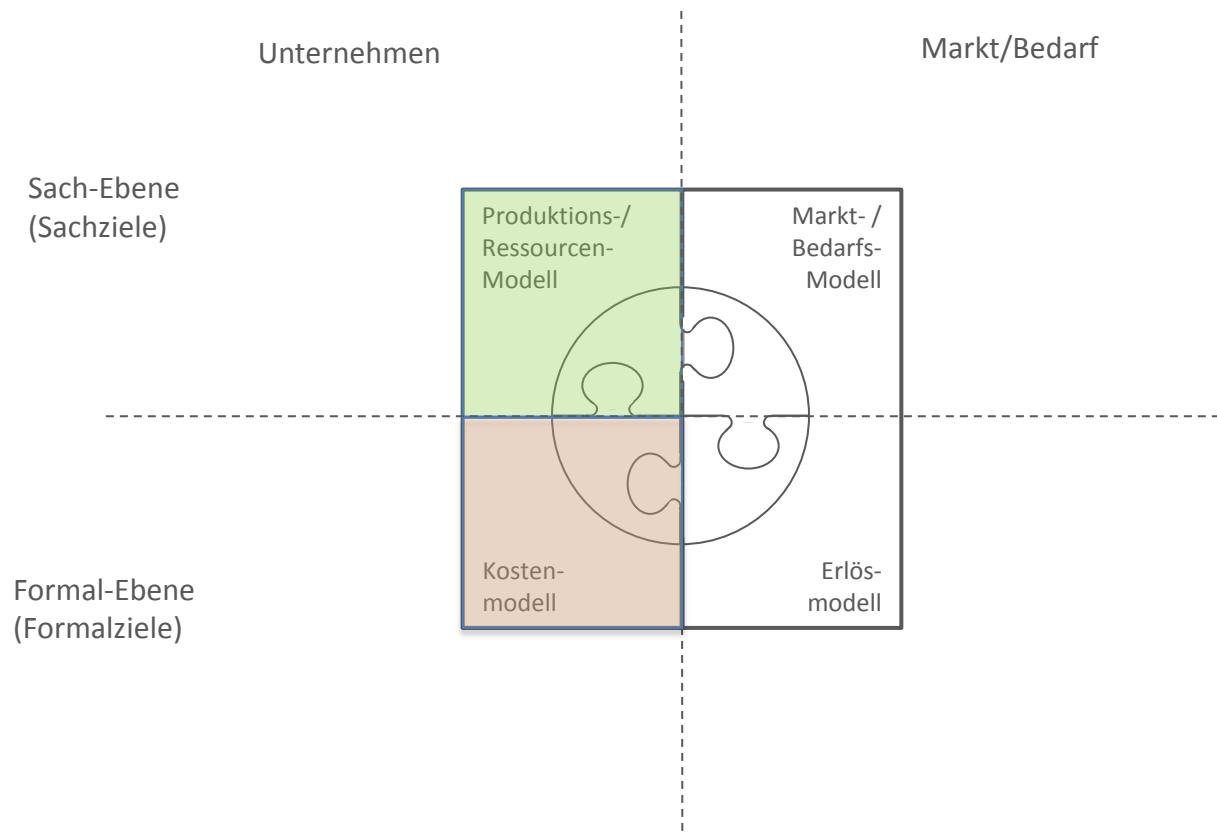 Unternehmen
Markt/Bedarf
Sach-Ebene
(Sachziele)
Produktions-/
Ressourcen-
Modell
Markt- /
Bedarfs-
Modell
Formal-Ebene
(Formalziele)
Kosten-
modell
Erlös-
modell